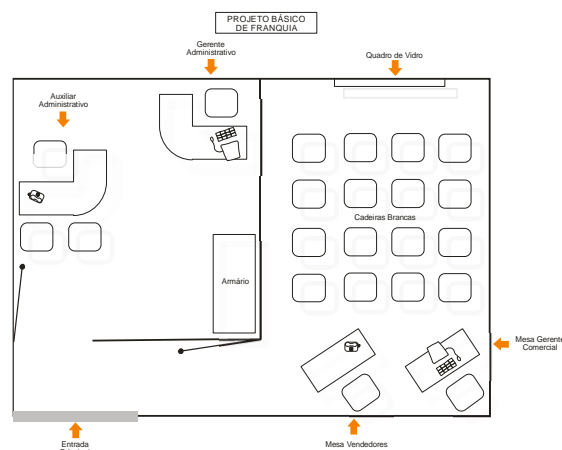 PROJETO BÁSICO
DE FRANQUIA
Gerente
Administrativo
Quadro de Vidro
Auxiliar
Administrativo
Cadeiras Brancas
Armário
Mesa Gerente
Comercial
Entrada
Mesa Vendedores